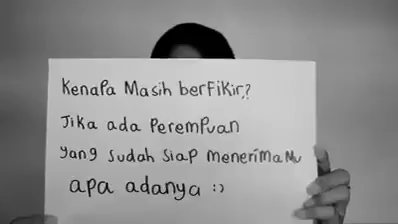 Kenapa Masih berfikir,?
Jika ada Perempuan
yang sudah siap menerimaMu
apa adanya :)